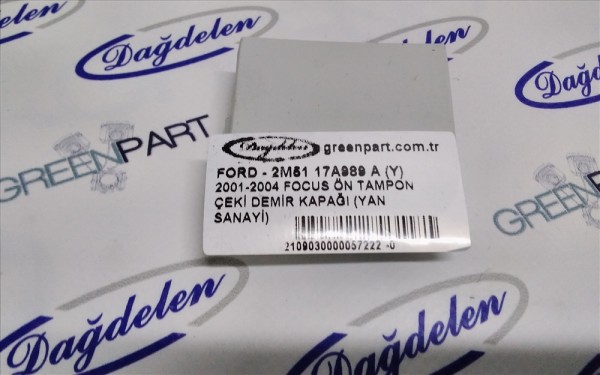 Dağdelen
GREENPART
GREENPART
Dağdelen greenpart.com.tr
FORD - 2M51 17A989 A (Y)
2001-2004 FOCUS ÖN TAMPON
ÇEKİ DEMİR KAPAĞI (YAN
SANAYİ)
2109030000057222 -0
Dağdelen
GREENPART
Dağdelen
Dağdelen